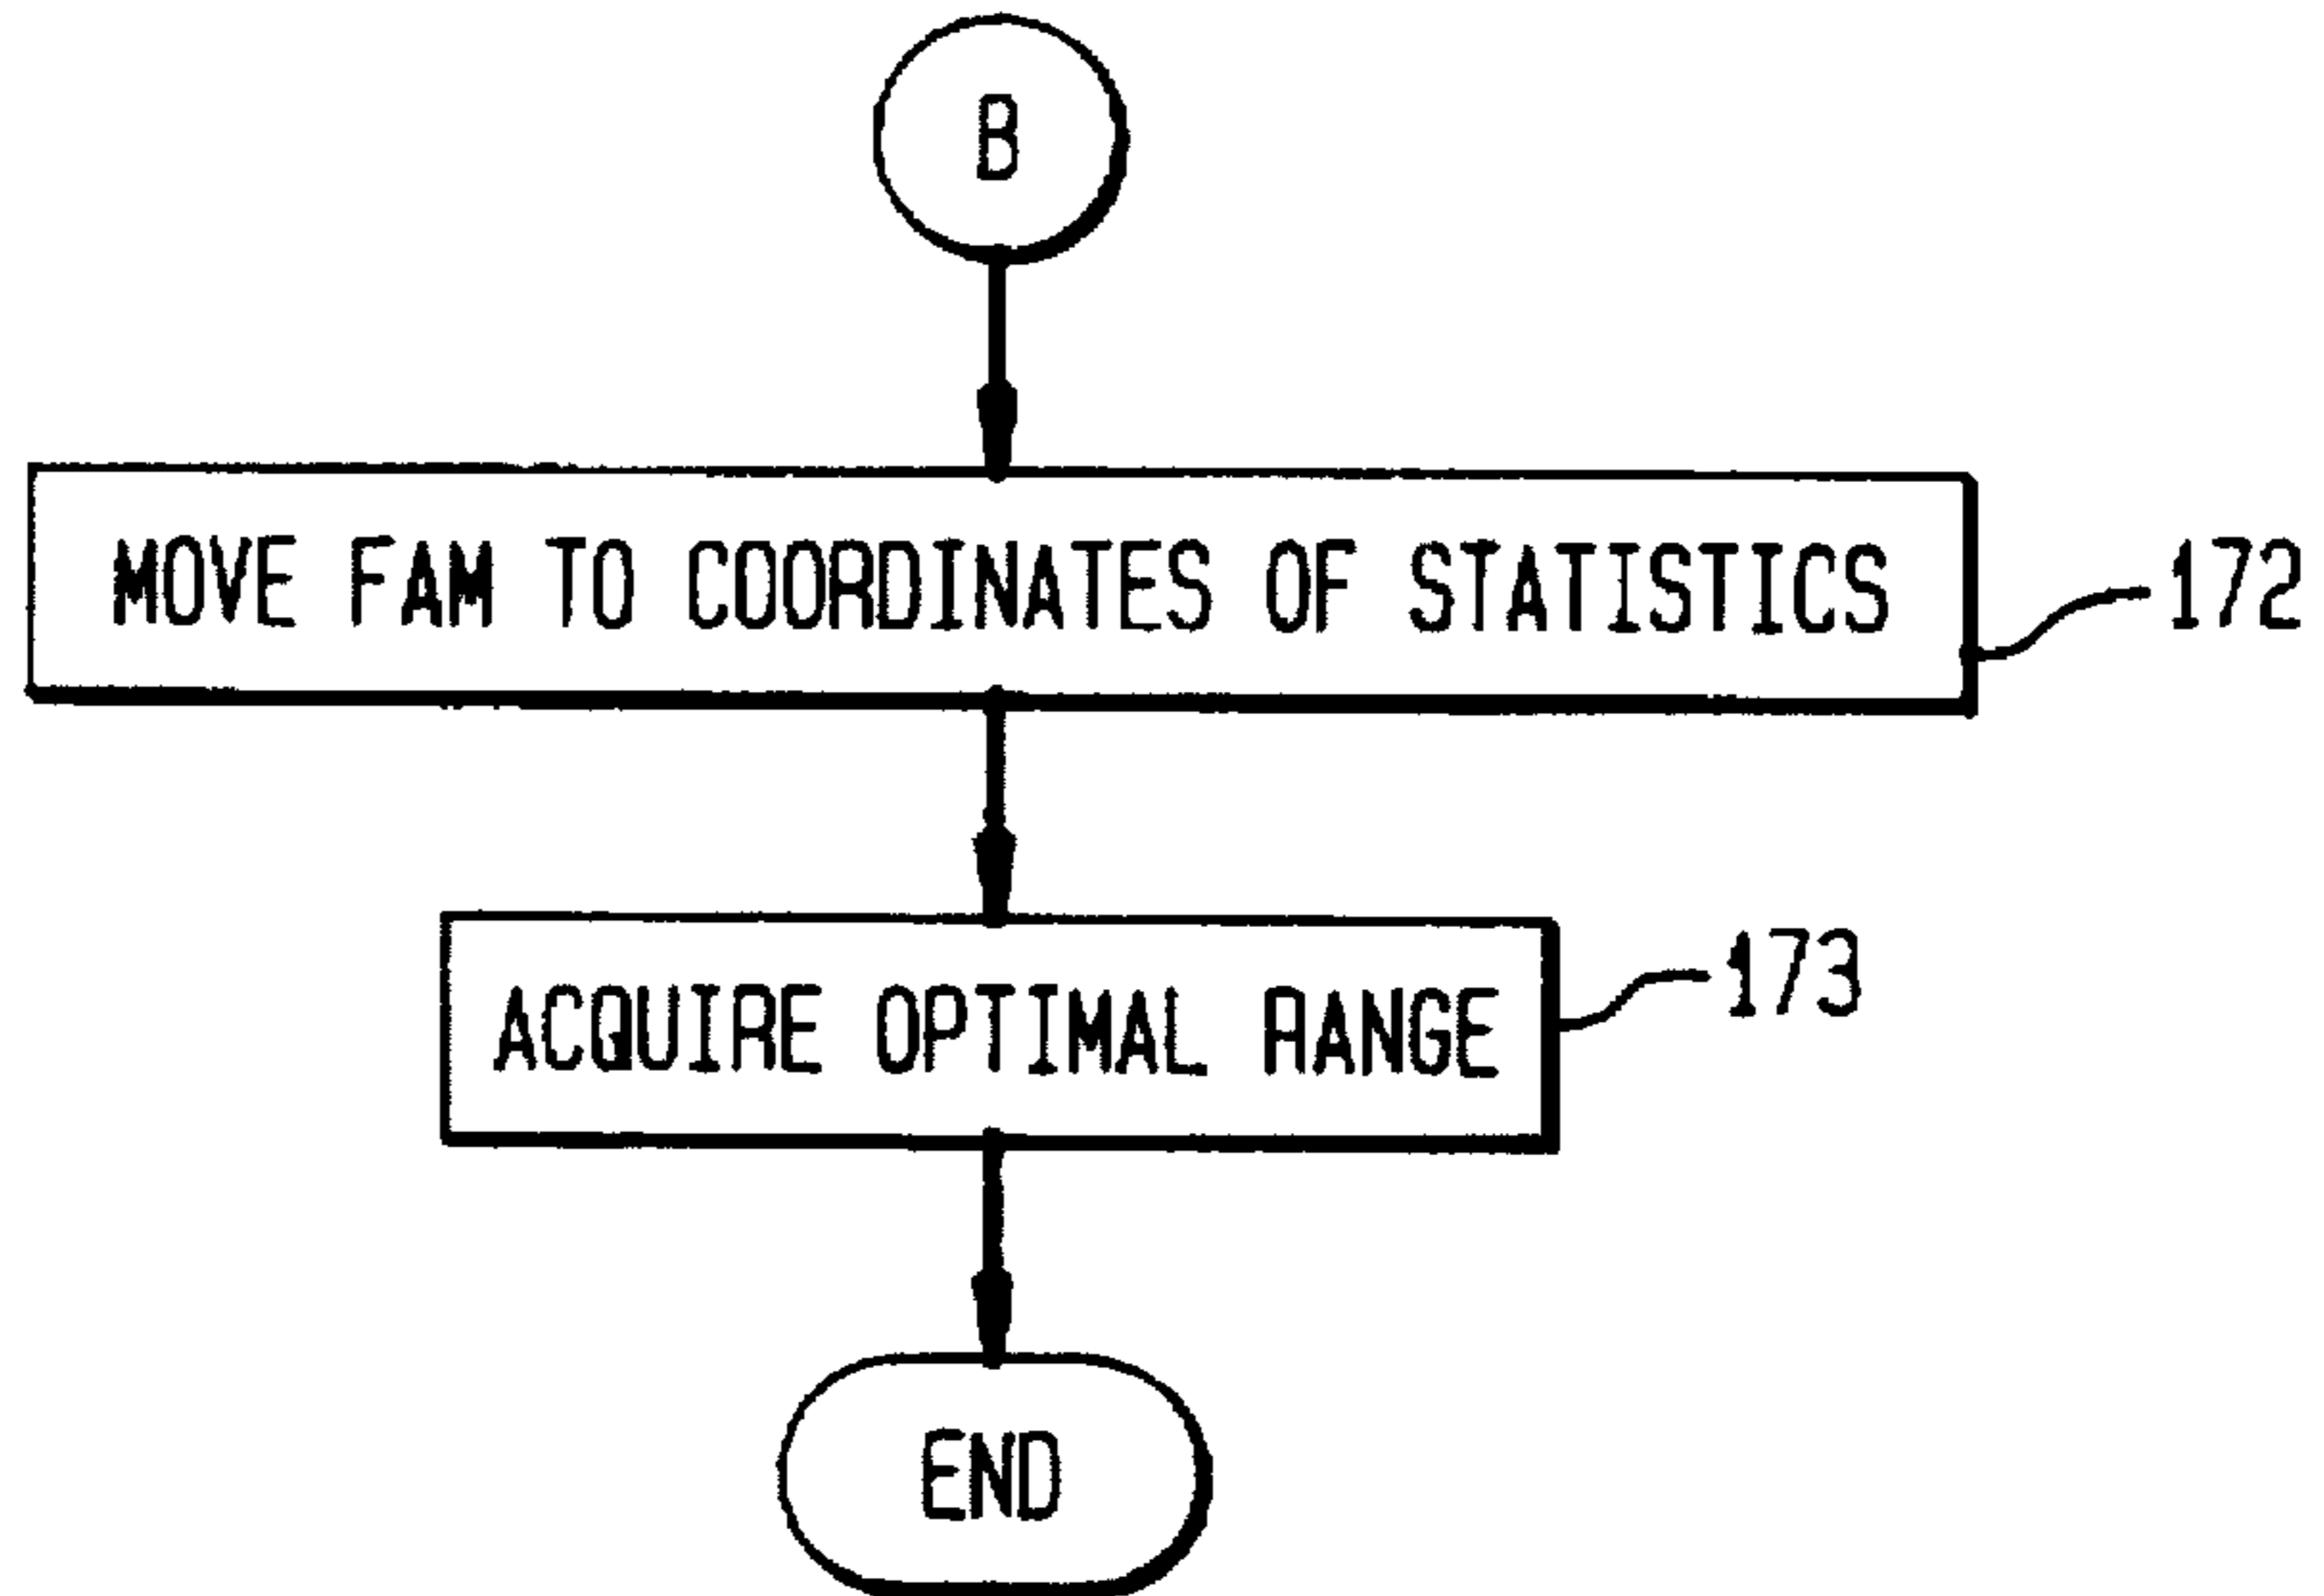 B
MOVE FAM TO COORDINATES OF STATISTICS
172
ACQUIRE OPTIMAL RANGE
173
END